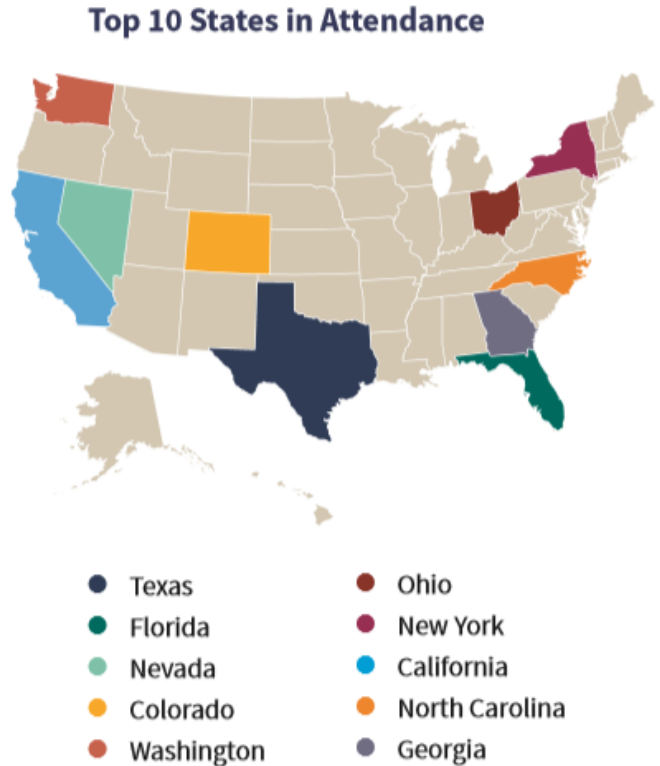 Top 10 States in Attendance
Texas
Florida
Nevada
Colorado
Washington
Ohio
New York
California
North Carolina
Georgia